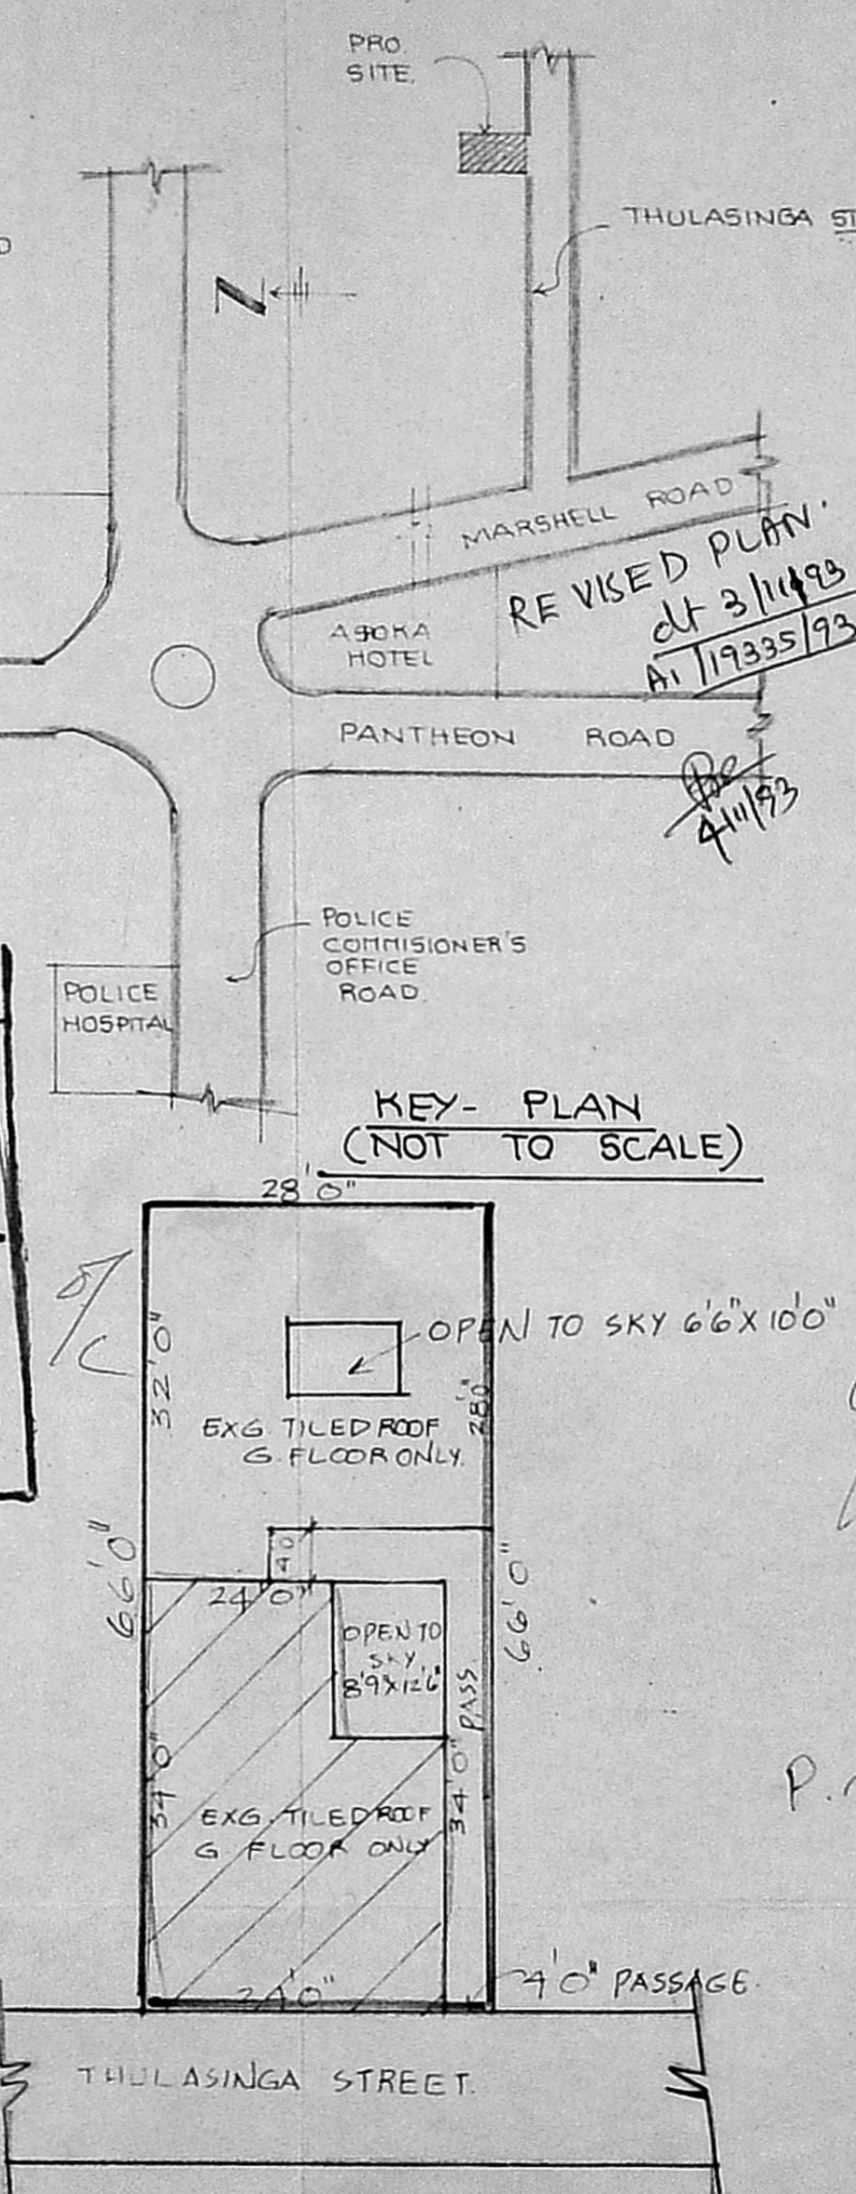 PRO.
SITE.
THULASINGA ST
N
MARSHELL ROAD
REVISED PLAN.
dt 3/11/93
A1/19335/93
ASOKA
HOTEL
PANTHEON ROAD
4/11/93
POLICE
COMMISIONER'S
OFFICE
ROAD.
POLICE
HOSPITAL
KEY- PLAN
(NOT TO SCALE)
28'0"
OPEN TO SKY 6'6"X10'0"
32'0"
28'0"
EXG. TILED ROOF
G. FLOOR ONLY.
66'0"
4'0
24'0"
66'0"
OPEN TO
SKY
8'9"X12'6"
PASS.
34'0"
34'0"
EXG. TILED ROOF
G FLOOR ONLY
24'0"
4'0" PASSAGE.
THULASINGA STREET.
P.